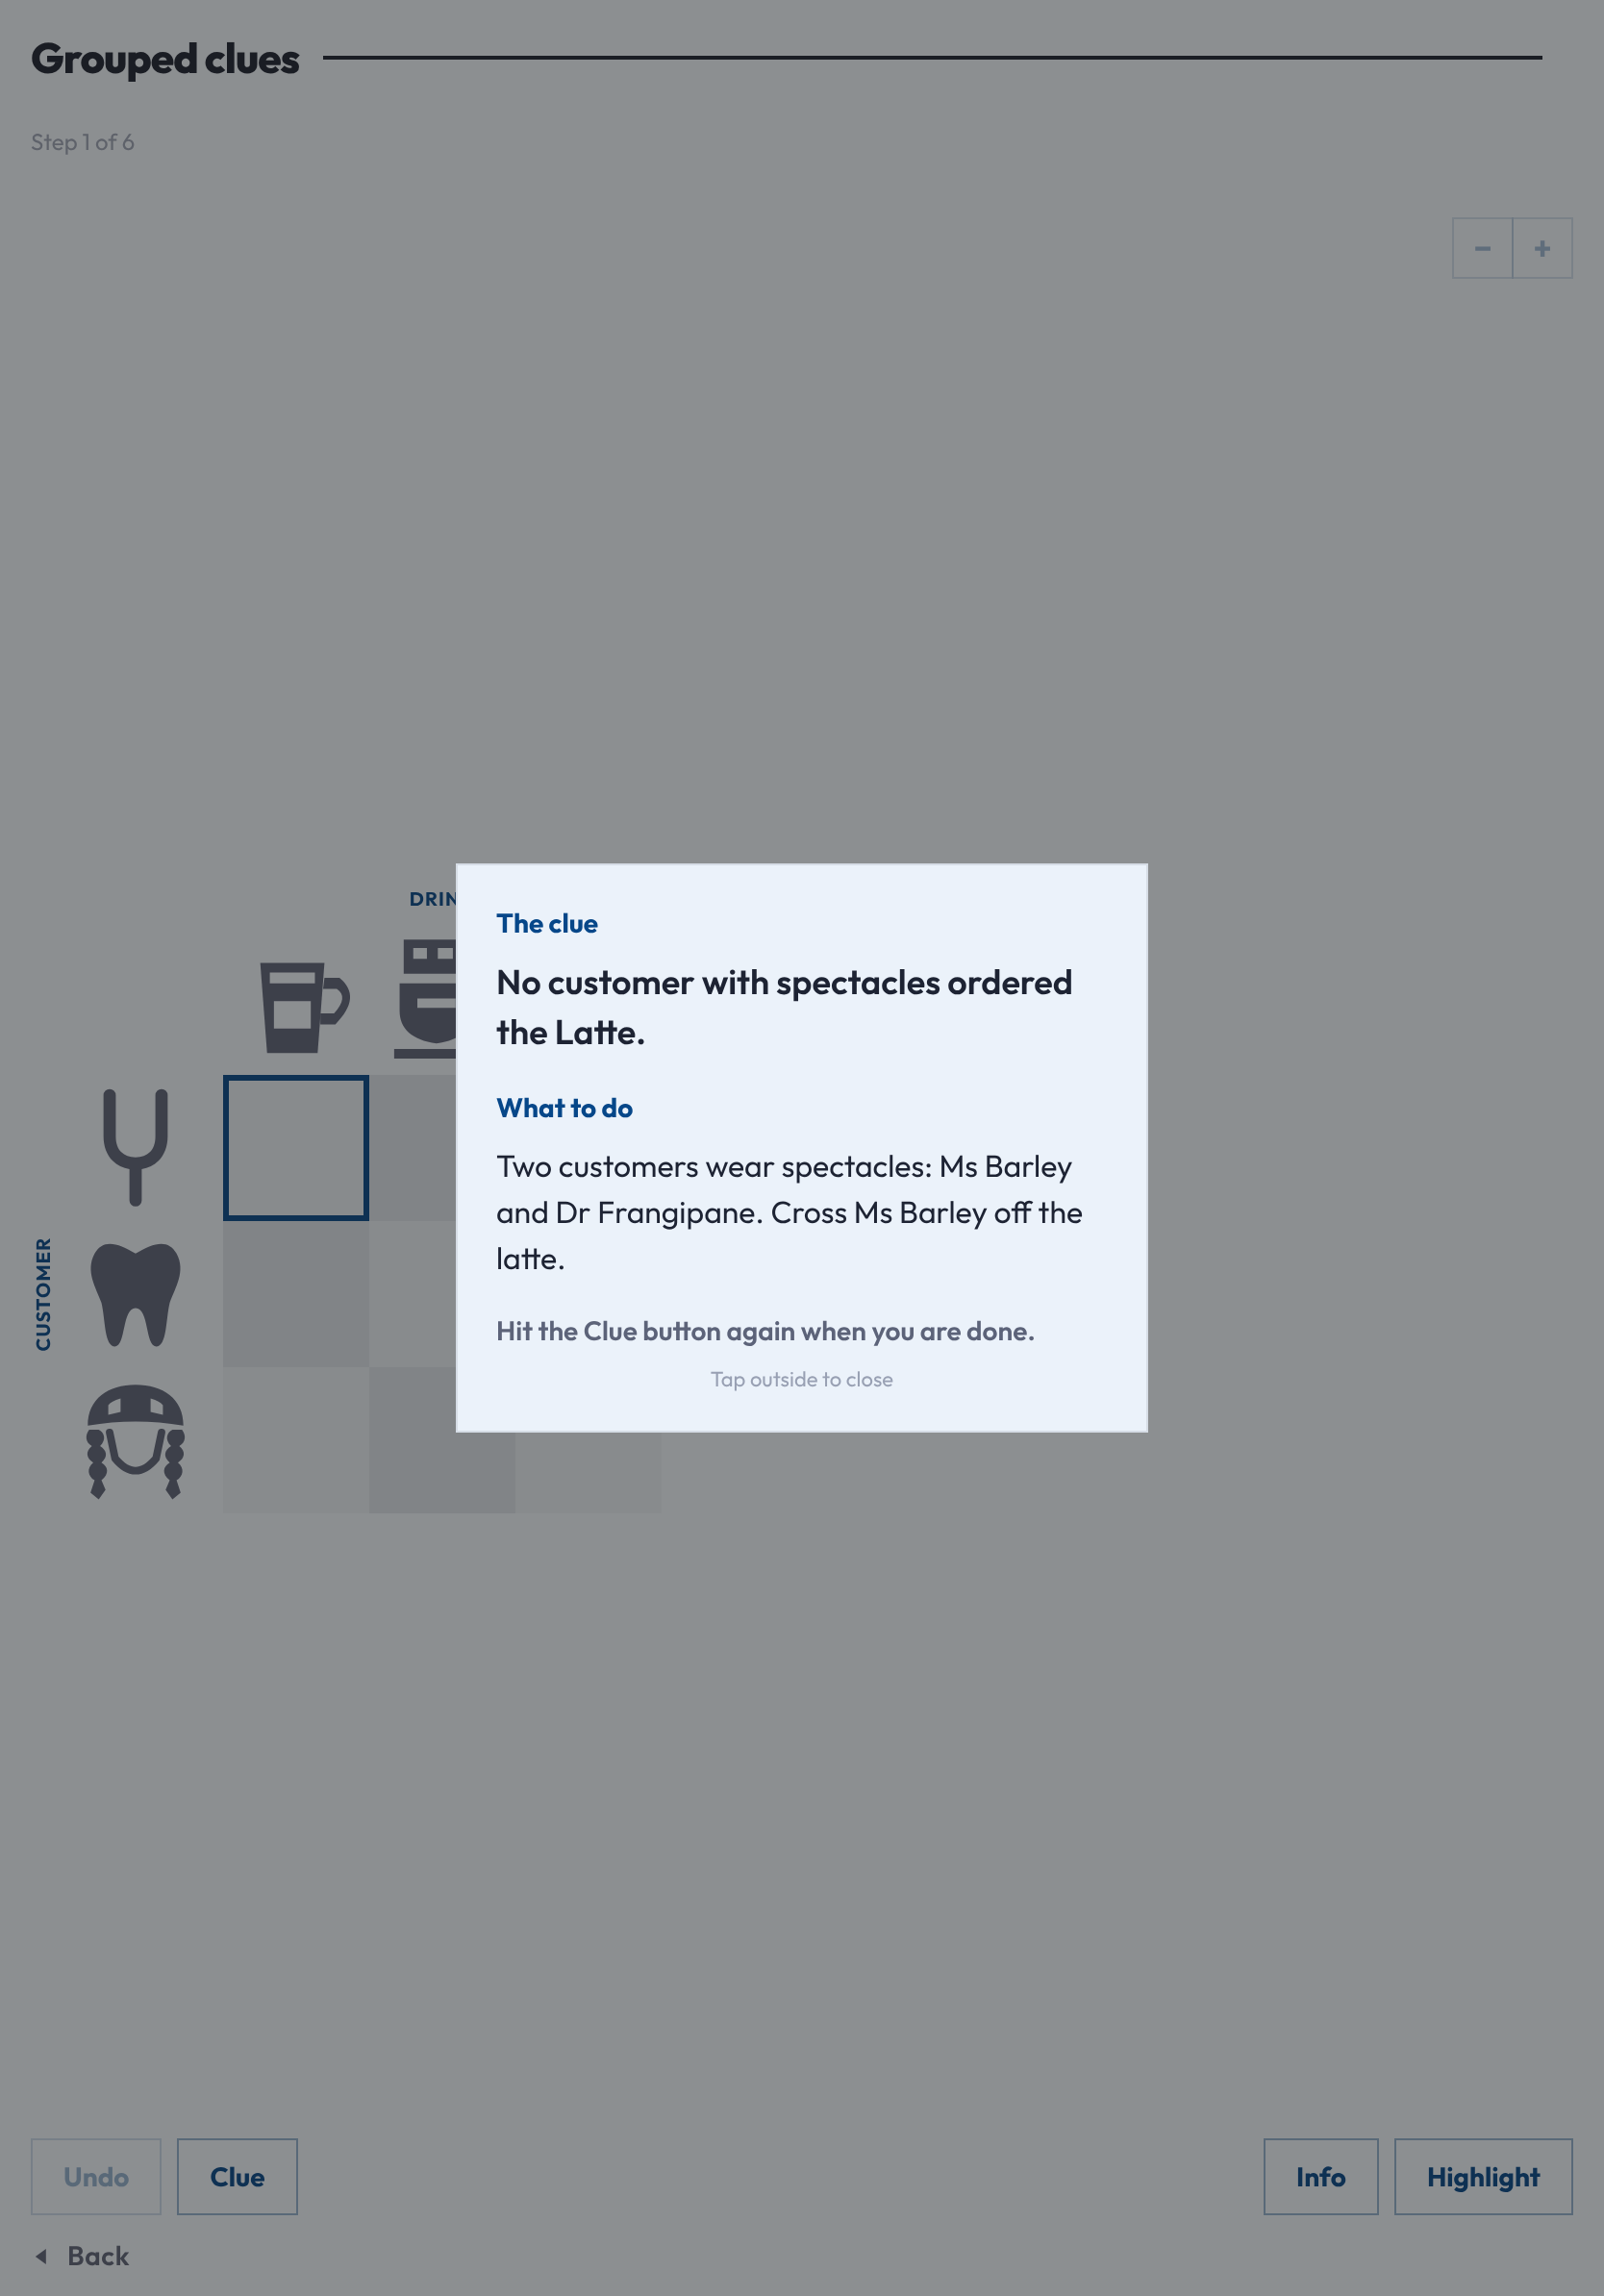 Grouped clues
Step 1 of 6
− +
DRIN
CUSTOMER
The clue
No customer with spectacles ordered
the Latte.
What to do
Two customers wear spectacles: Ms Barley
and Dr Frangipane. Cross Ms Barley off the
latte.
Hit the Clue button again when you are done.
Tap outside to close
Undo
Clue
Info
Highlight
Back